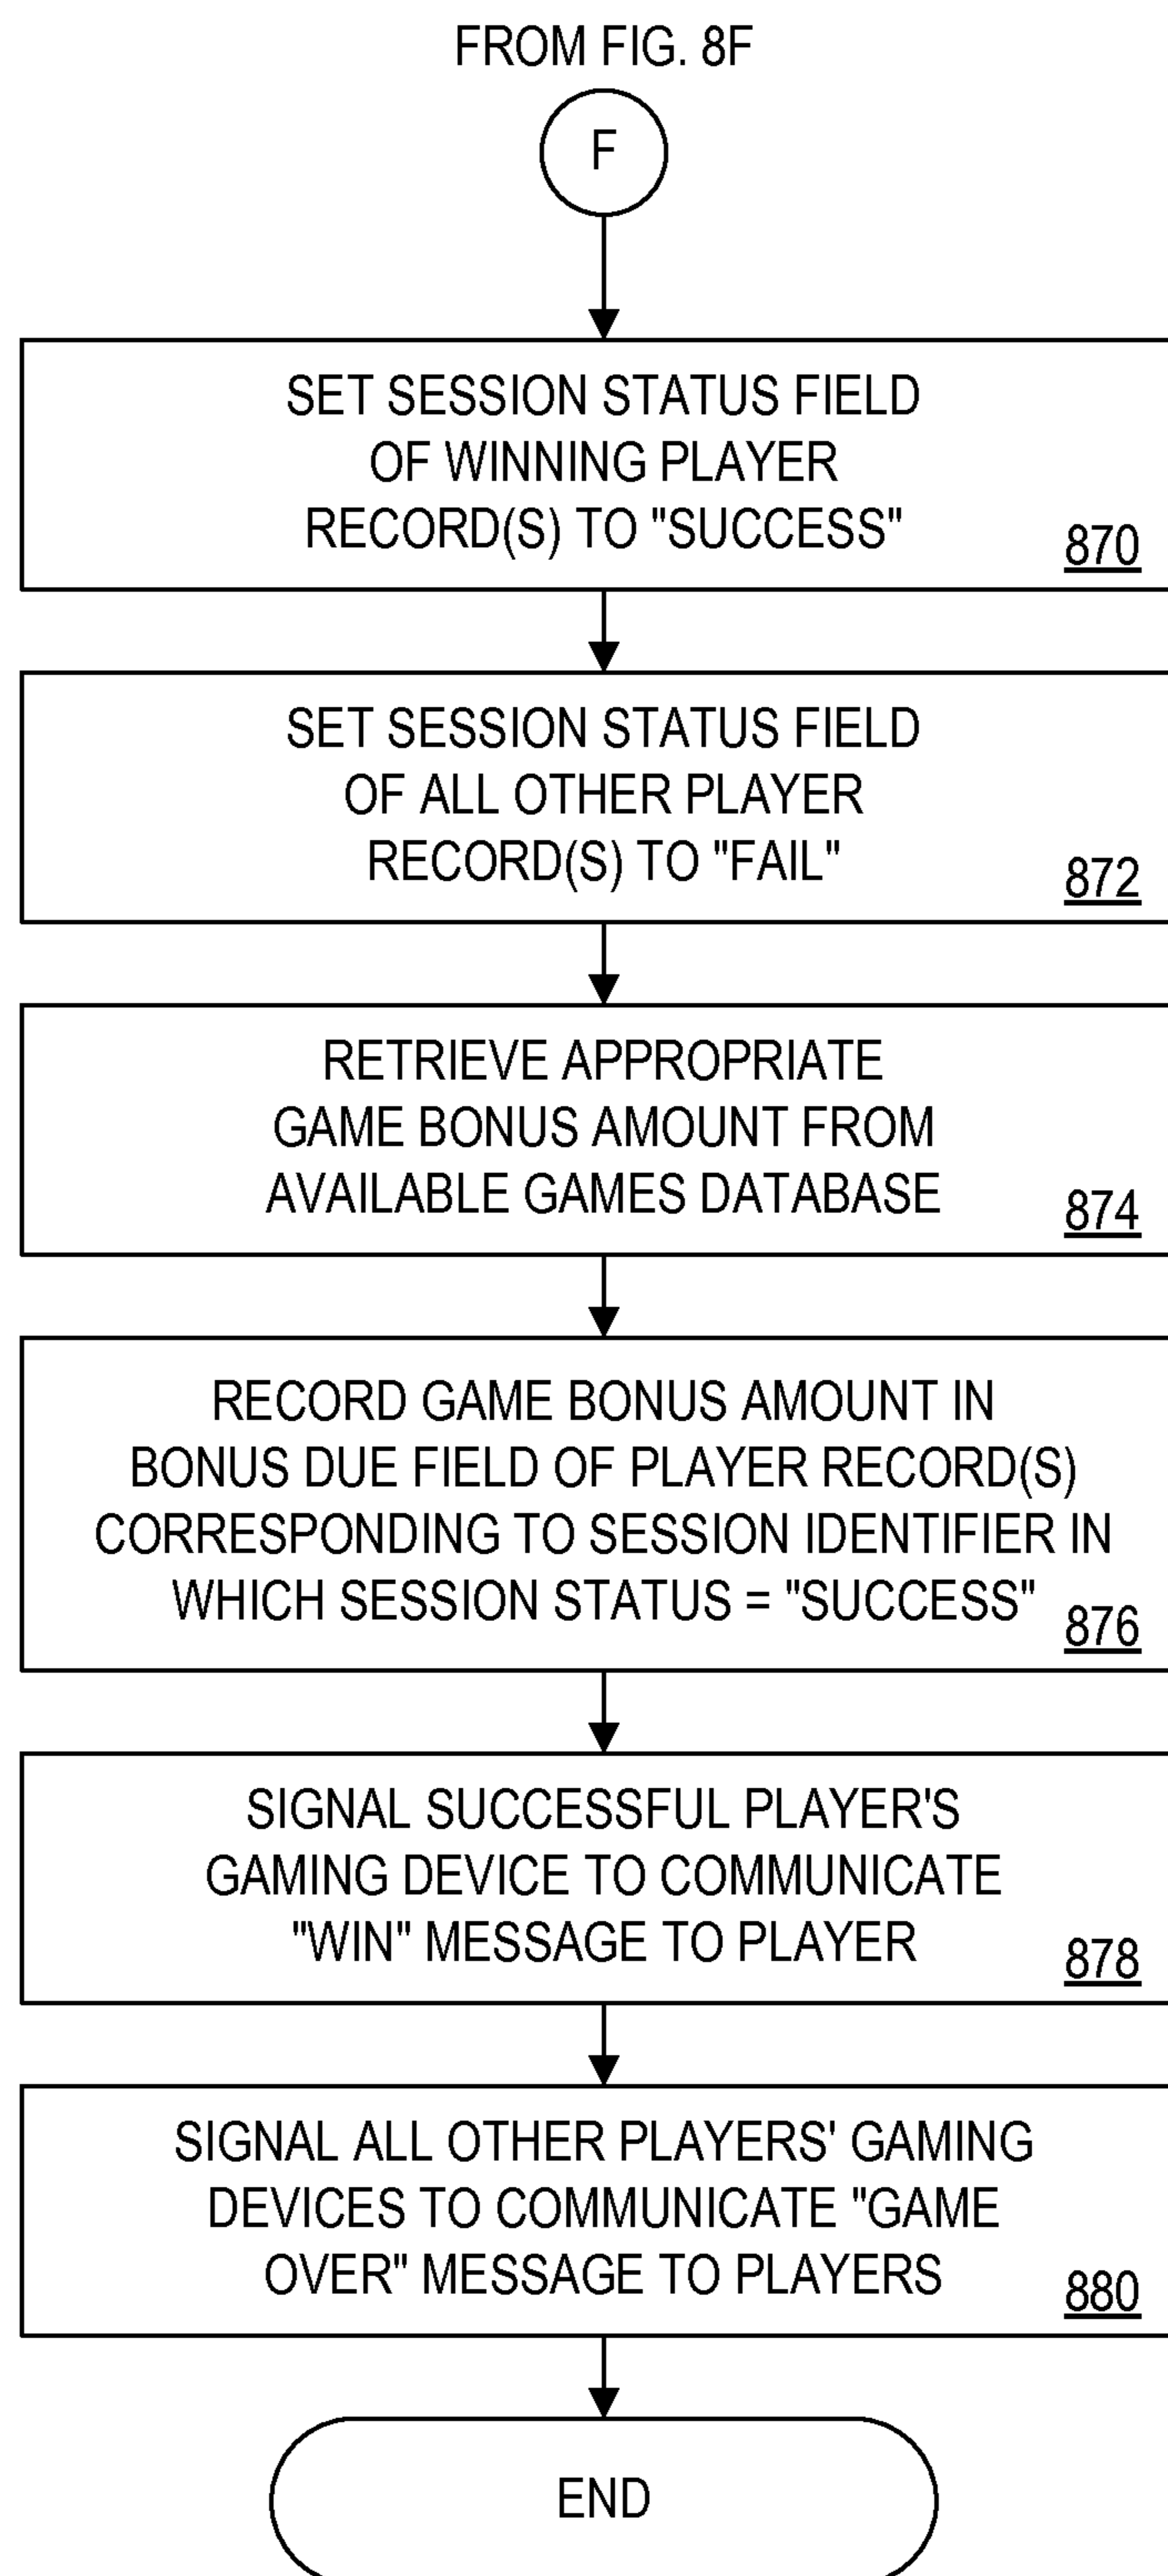 FROM FIG. 8F
F
SET SESSION STATUS FIELD
OF WINNING PLAYER
RECORD(S) TO "SUCCESS"
870
SET SESSION STATUS FIELD
OF ALL OTHER PLAYER
RECORD(S) TO "FAIL"
872
RETRIEVE APPROPRIATE
GAME BONUS AMOUNT FROM
AVAILABLE GAMES DATABASE
874
RECORD GAME BONUS AMOUNT IN
BONUS DUE FIELD OF PLAYER RECORD(S)
CORRESPONDING TO SESSION IDENTIFIER IN
WHICH SESSION STATUS = "SUCCESS"
876
SIGNAL SUCCESSFUL PLAYER'S
GAMING DEVICE TO COMMUNICATE
"WIN" MESSAGE TO PLAYER
878
SIGNAL ALL OTHER PLAYERS' GAMING
DEVICES TO COMMUNICATE "GAME
OVER" MESSAGE TO PLAYERS
880
END